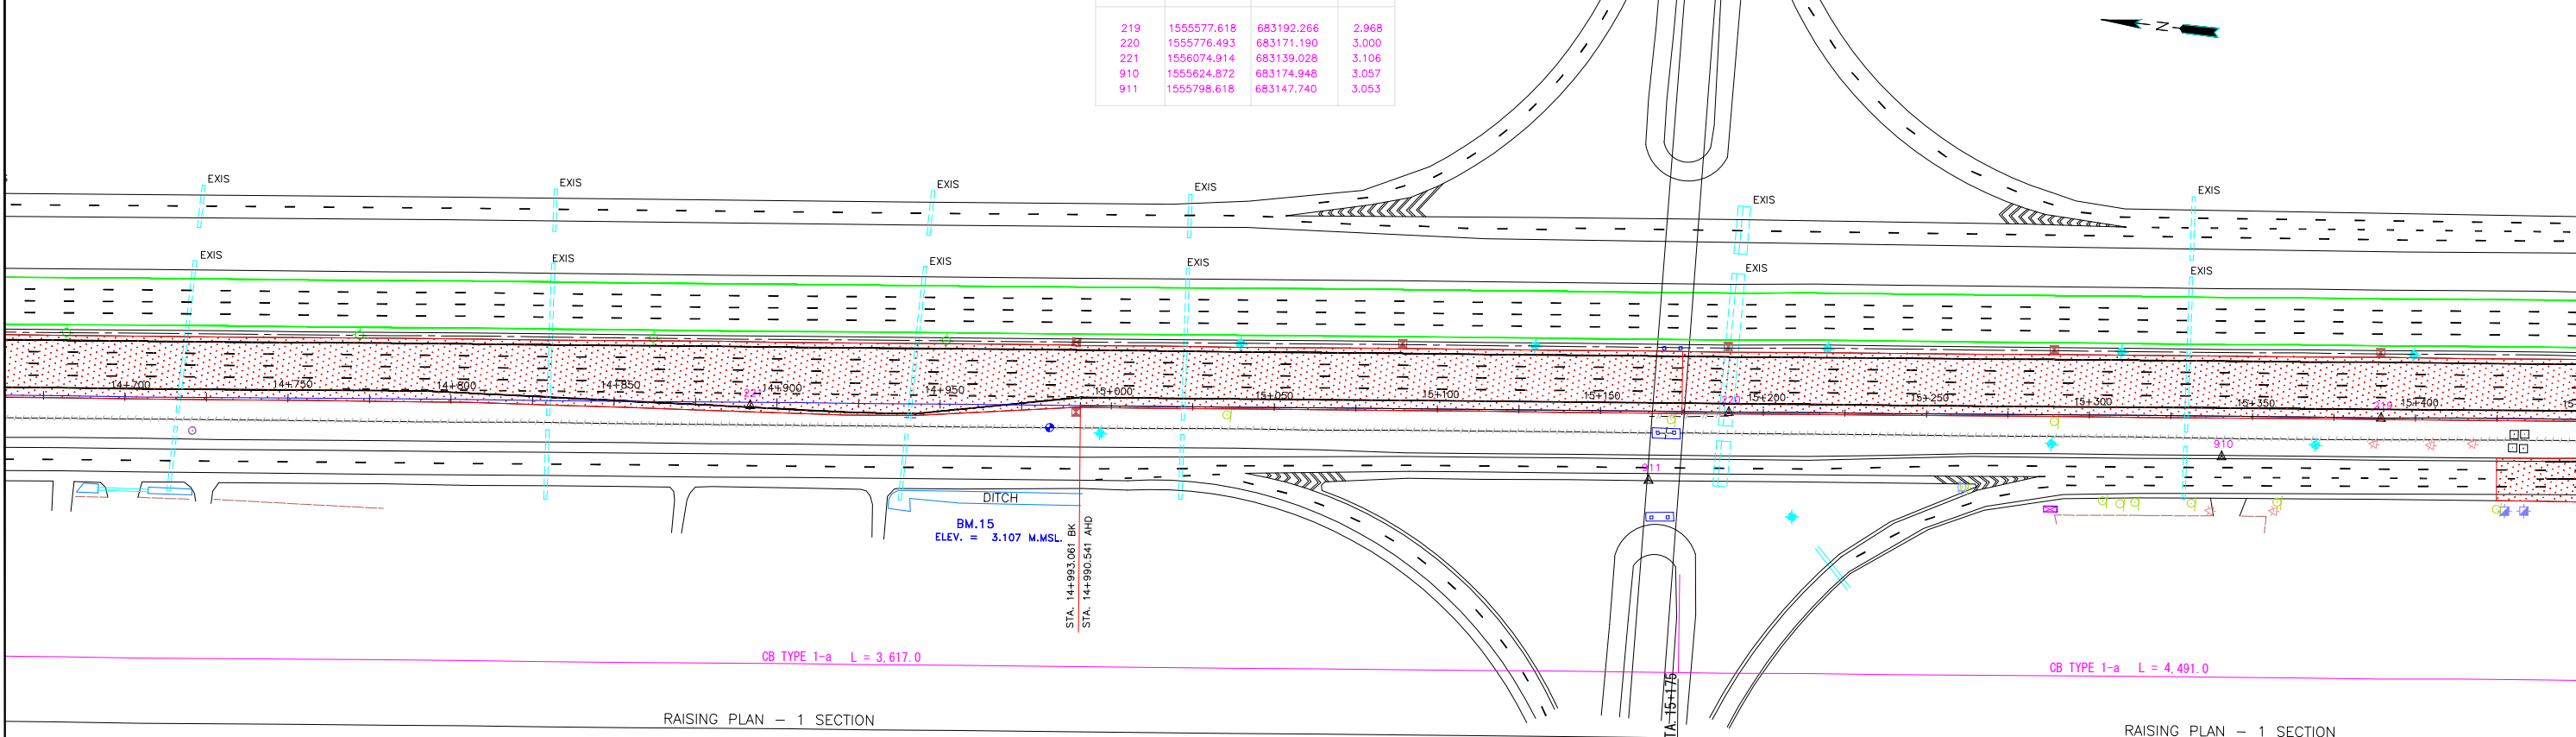 219 1555577.618 683192.266 2.968
220 1555776.493 683171.190 3.000
221 1556074.914 683139.028 3.106
910 1555624.872 683174.948 3.057
911 1555798.618 683147.740 3.053
N
EXIS EXIS EXIS EXIS EXIS EXIS
EXIS EXIS EXIS EXIS EXIS EXIS
14+700 14+750 14+800 14+850 14+900 14+950 15+000 15+050 15+100 15+150 15+200 15+250 15+300 15+350 15+400
220 219
910
911
DITCH
BM.15
ELEV. = 3.107 M.MSL.
STA. 14+993.061 BK
STA. 14+990.541 AHD
CB TYPE 1-a L = 3,617.0
CB TYPE 1-a L = 4,491.0
TA. 15+175
RAISING PLAN - 1 SECTION
RAISING PLAN - 1 SECTION